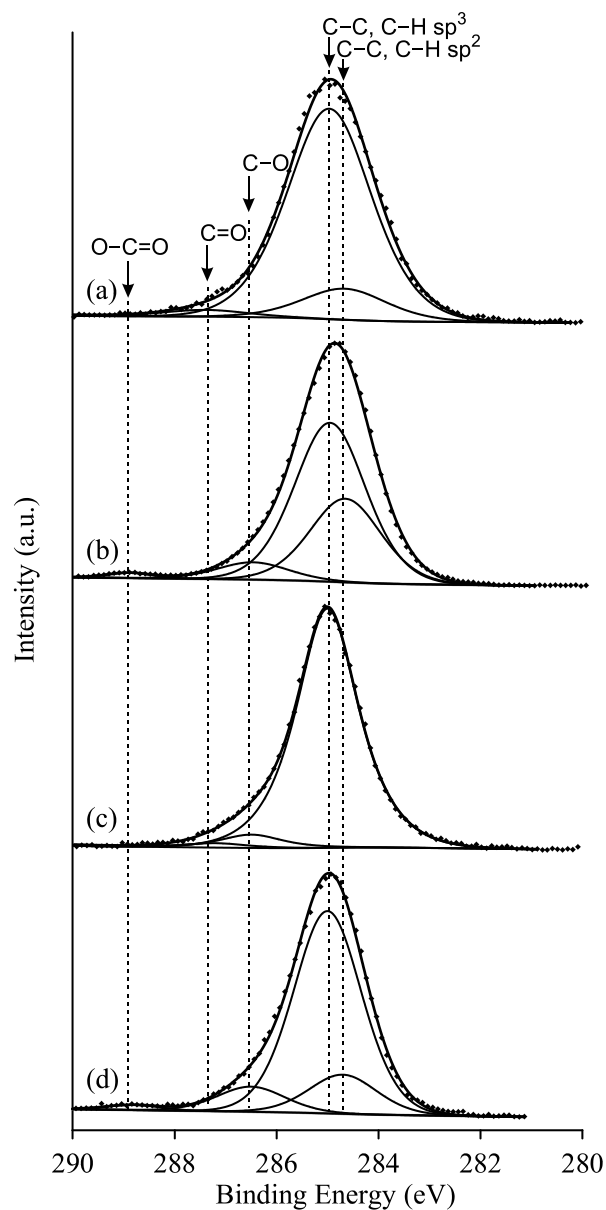 C–C, C–H sp³
C–C, C–H sp²
C–O
C=O
O–C=O
(a)
(b)
(c)
(d)
Intensity (a.u.)
290 288 286 284 282 280
Binding Energy (eV)